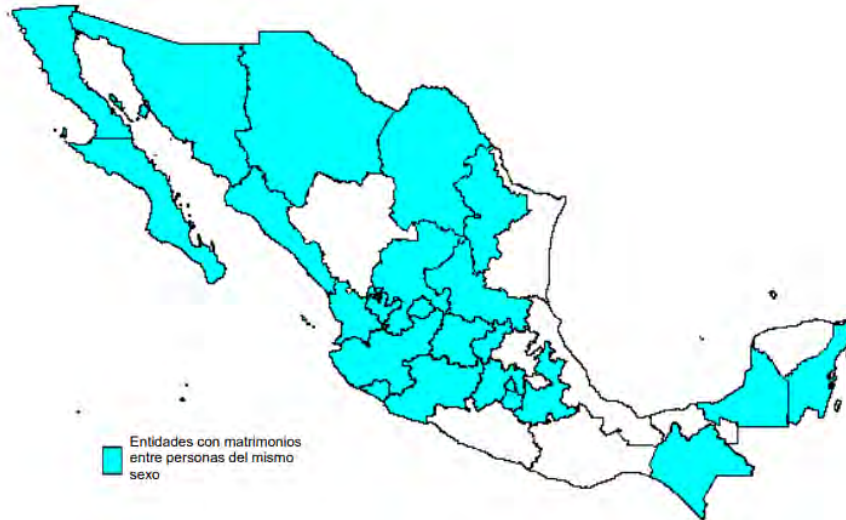 Entidades con matrimonios
entre personas del mismo
sexo